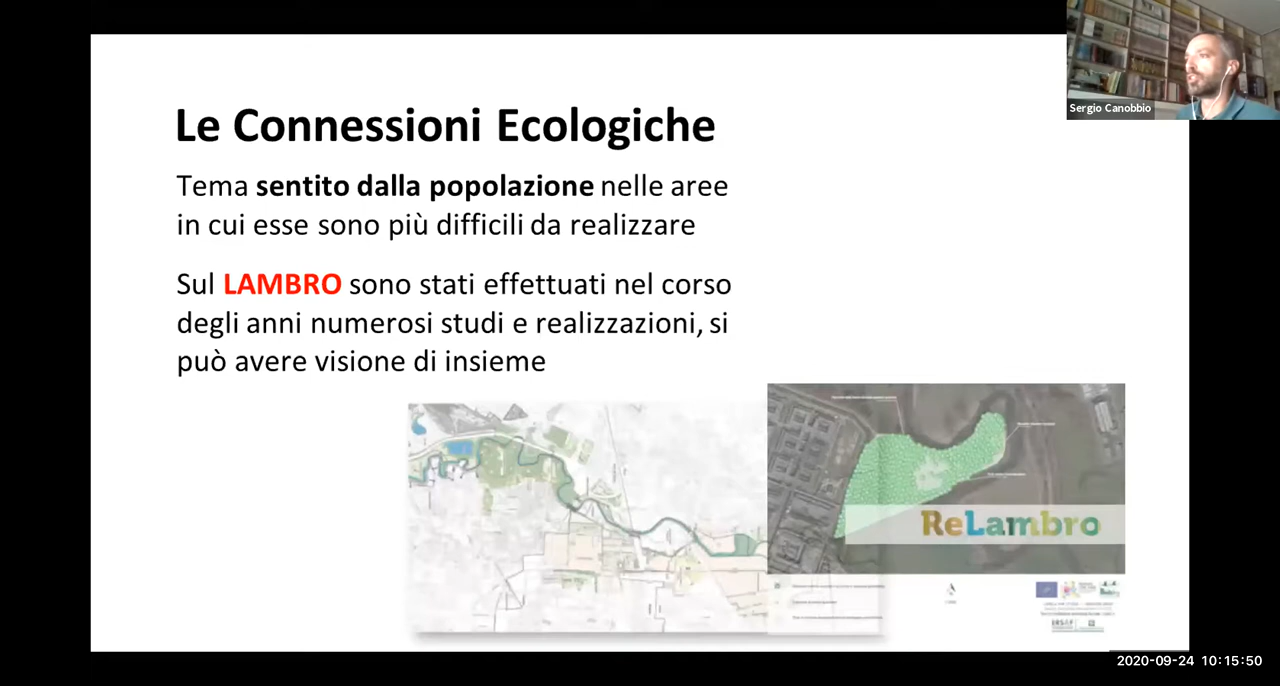 Sergio Canobbio
Le Connessioni Ecologiche
Tema sentito dalla popolazione nelle aree
in cui esse sono più difficili da realizzare
Sul LAMBRO sono stati effettuati nel corso
degli anni numerosi studi e realizzazioni, si
può avere visione di insieme
ReLambro
ERSAF
2020-09-24 10:15:50